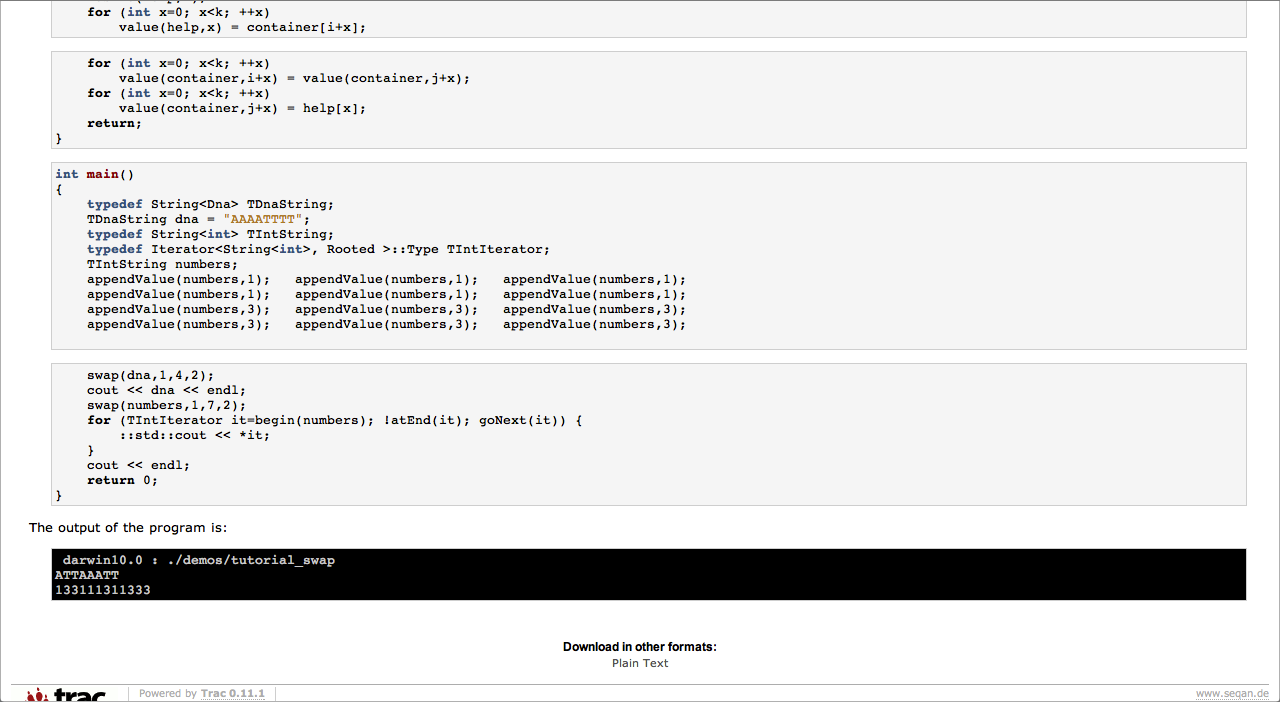 for (int x=0; x<k; ++x)
value(help,x) = container[i+x];
for (int x=0; x<k; ++x)
value(container,i+x) = value(container,j+x);
for (int x=0; x<k; ++x)
value(container,j+x) = help[x];
return;
}
int main()
{
typedef String<Dna> TDnaString;
TDnaString dna = "AAAATTTT";
typedef String<int> TIntString;
typedef Iterator<String<int>, Rooted >::Type TIntIterator;
TIntString numbers;
appendValue(numbers,1);   appendValue(numbers,1);   appendValue(numbers,1);
appendValue(numbers,1);   appendValue(numbers,1);   appendValue(numbers,1);
appendValue(numbers,3);   appendValue(numbers,3);   appendValue(numbers,3);
appendValue(numbers,3);   appendValue(numbers,3);   appendValue(numbers,3);
swap(dna,1,4,2);
cout << dna << endl;
swap(numbers,1,7,2);
for (TIntIterator it=begin(numbers); !atEnd(it); goNext(it)) {
::std::cout << *it;
}
cout << endl;
return 0;
}
The output of the program is:
darwin10.0 : ./demos/tutorial_swap
ATTAAATT
133111311333
Download in other formats:
Plain Text
trac Powered by Trac 0.11.1 www.seqan.de